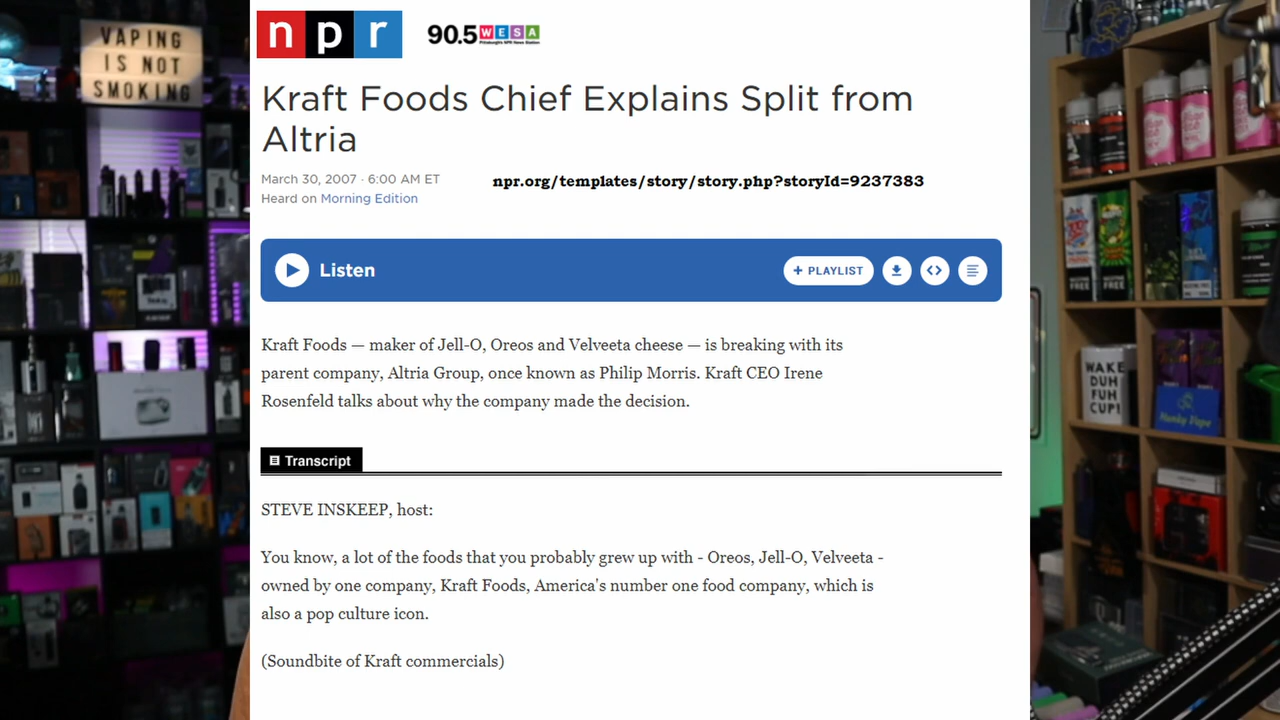 VAPING
IS NOT
SMOKING
npr 90.5 WESA
Pittsburgh's NPR News Station
Kraft Foods Chief Explains Split from
Altria
March 30, 2007 · 6:00 AM ET
Heard on Morning Edition
npr.org/templates/story/story.php?storyId=9237383
Listen
+ PLAYLIST
Kraft Foods — maker of Jell-O, Oreos and Velveeta cheese — is breaking with its
parent company, Altria Group, once known as Philip Morris. Kraft CEO Irene
Rosenfeld talks about why the company made the decision.
Transcript
STEVE INSKEEP, host:
You know, a lot of the foods that you probably grew up with - Oreos, Jell-O, Velveeta -
owned by one company, Kraft Foods, America's number one food company, which is
also a pop culture icon.
(Soundbite of Kraft commercials)
WAKE
DUH
FUH
CUP!